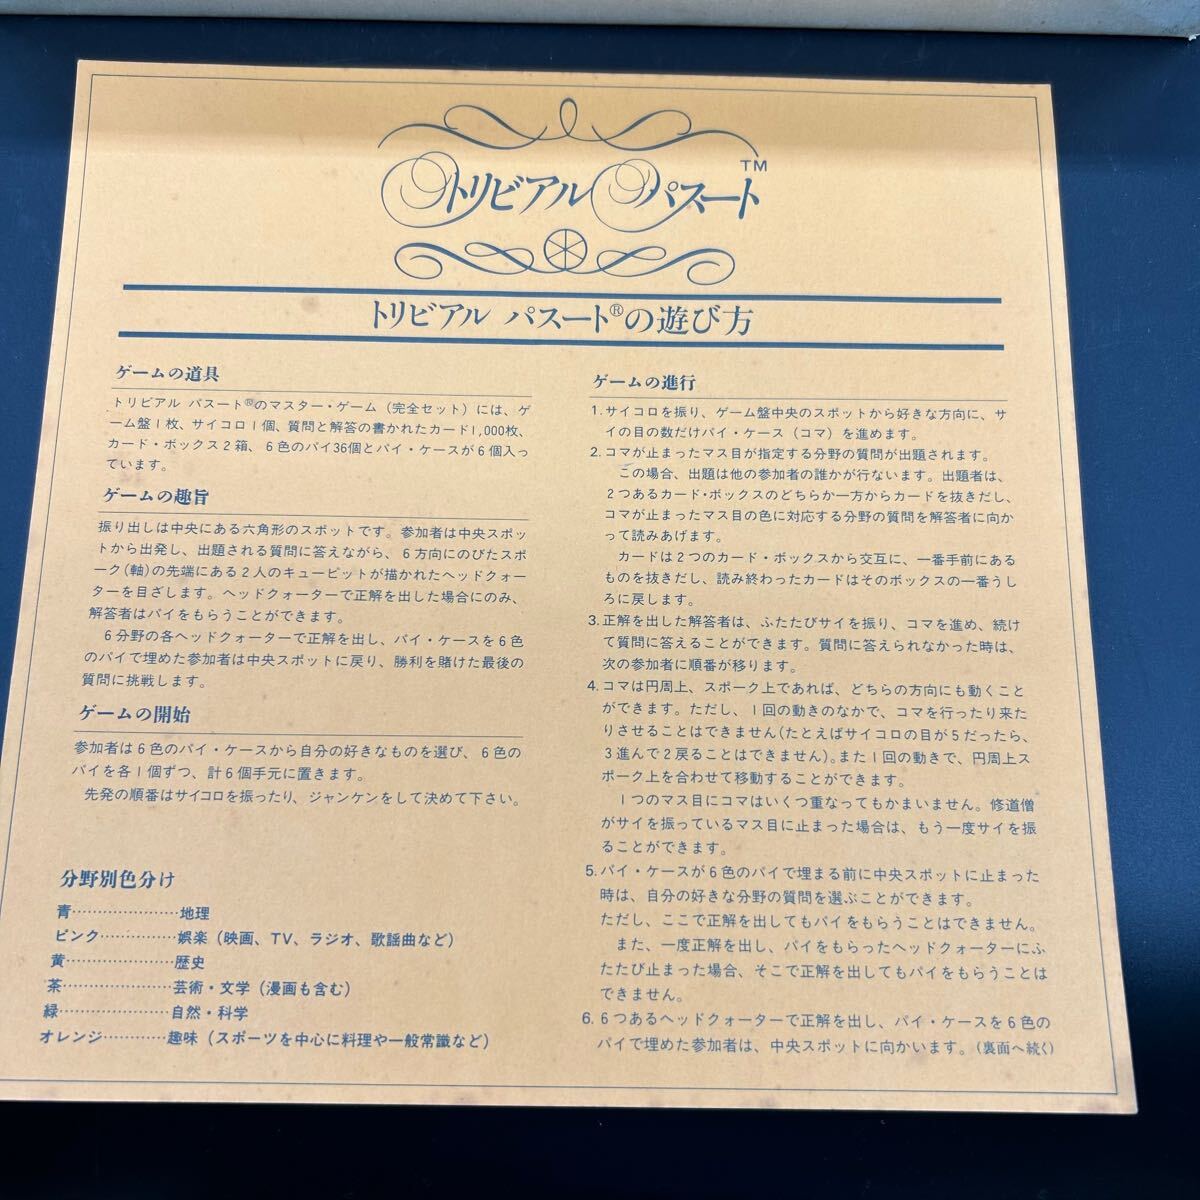 トリビアル パスート™
トリビアル パスート®の遊び方
ゲームの道具
トリビアル パスート®のマスター・ゲーム（完全セット）には、ゲ
ーム盤1枚、サイコロ1個、質問と解答の書かれたカード1,000枚、
カード・ボックス2箱、6色のパイ36個とパイ・ケースが6個入っ
ています。
ゲームの趣旨
振り出しは中央にある六角形のスポットです。参加者は中央スポッ
トから出発し、出題される質問に答えながら、6方向にのびたスポ
ーク（軸）の先端にある2人のキューピットが描かれたヘッドクォー
ターを目ざします。ヘッドクォーターで正解を出した場合にのみ、
解答者はパイをもらうことができます。
6分野の各ヘッドクォーターで正解を出し、パイ・ケースを6色
のパイで埋めた参加者は中央スポットに戻り、勝利を賭けた最後の
質問に挑戦します。
ゲームの開始
参加者は6色のパイ・ケースから自分の好きなものを選び、6色の
パイを各1個ずつ、計6個手元に置きます。
先発の順番はサイコロを振ったり、ジャンケンをして決めて下さい。
分野別色分け
青…………………地理
ピンク……………娯楽（映画、TV、ラジオ、歌謡曲など）
黄…………………歴史
茶…………………芸術・文学（漫画も含む）
緑…………………自然・科学
オレンジ…………趣味（スポーツを中心に料理や一般常識など）
ゲームの進行
1. サイコロを振り、ゲーム盤中央のスポットから好きな方向に、サ
イの目の数だけパイ・ケース（コマ）を進めます。
2. コマが止まったマス目が指定する分野の質問が出題されます。
この場合、出題は他の参加者の誰かが行ないます。出題者は、
2つあるカード・ボックスのどちらか一方からカードを抜きだし、
コマが止まったマス目の色に対応する分野の質問を解答者に向か
って読みあげます。
カードは2つのカード・ボックスから交互に、一番手前にある
ものを抜きだし、読み終わったカードはそのボックスの一番うし
ろに戻します。
3. 正解を出した解答者は、ふたたびサイを振り、コマを進め、続け
て質問に答えることができます。質問に答えられなかった時は、
次の参加者に順番が移ります。
4. コマは円周上、スポーク上であれば、どちらの方向にも動くこと
ができます。ただし、1回の動きのなかで、コマを行ったり来た
りさせることはできません（たとえばサイコロの目が5だったら、
3進んで2戻ることはできません）。また1回の動きで、円周上ス
ポーク上を合わせて移動することができます。
1つのマス目にコマはいくつ重なってもかまいません。修道僧
がサイを振っているマス目に止まった場合は、もう一度サイを振
ることができます。
5. パイ・ケースが6色のパイで埋まる前に中央スポットに止まった
時は、自分の好きな分野の質問を選ぶことができます。
ただし、ここで正解を出してもパイをもらうことはできません。
また、一度正解を出し、パイをもらったヘッドクォーターにふ
たたび止まった場合、そこで正解を出してもパイをもらうことは
できません。
6. 6つあるヘッドクォーターで正解を出し、パイ・ケースを6色の
パイで埋めた参加者は、中央スポットに向かいます。（裏面へ続く）